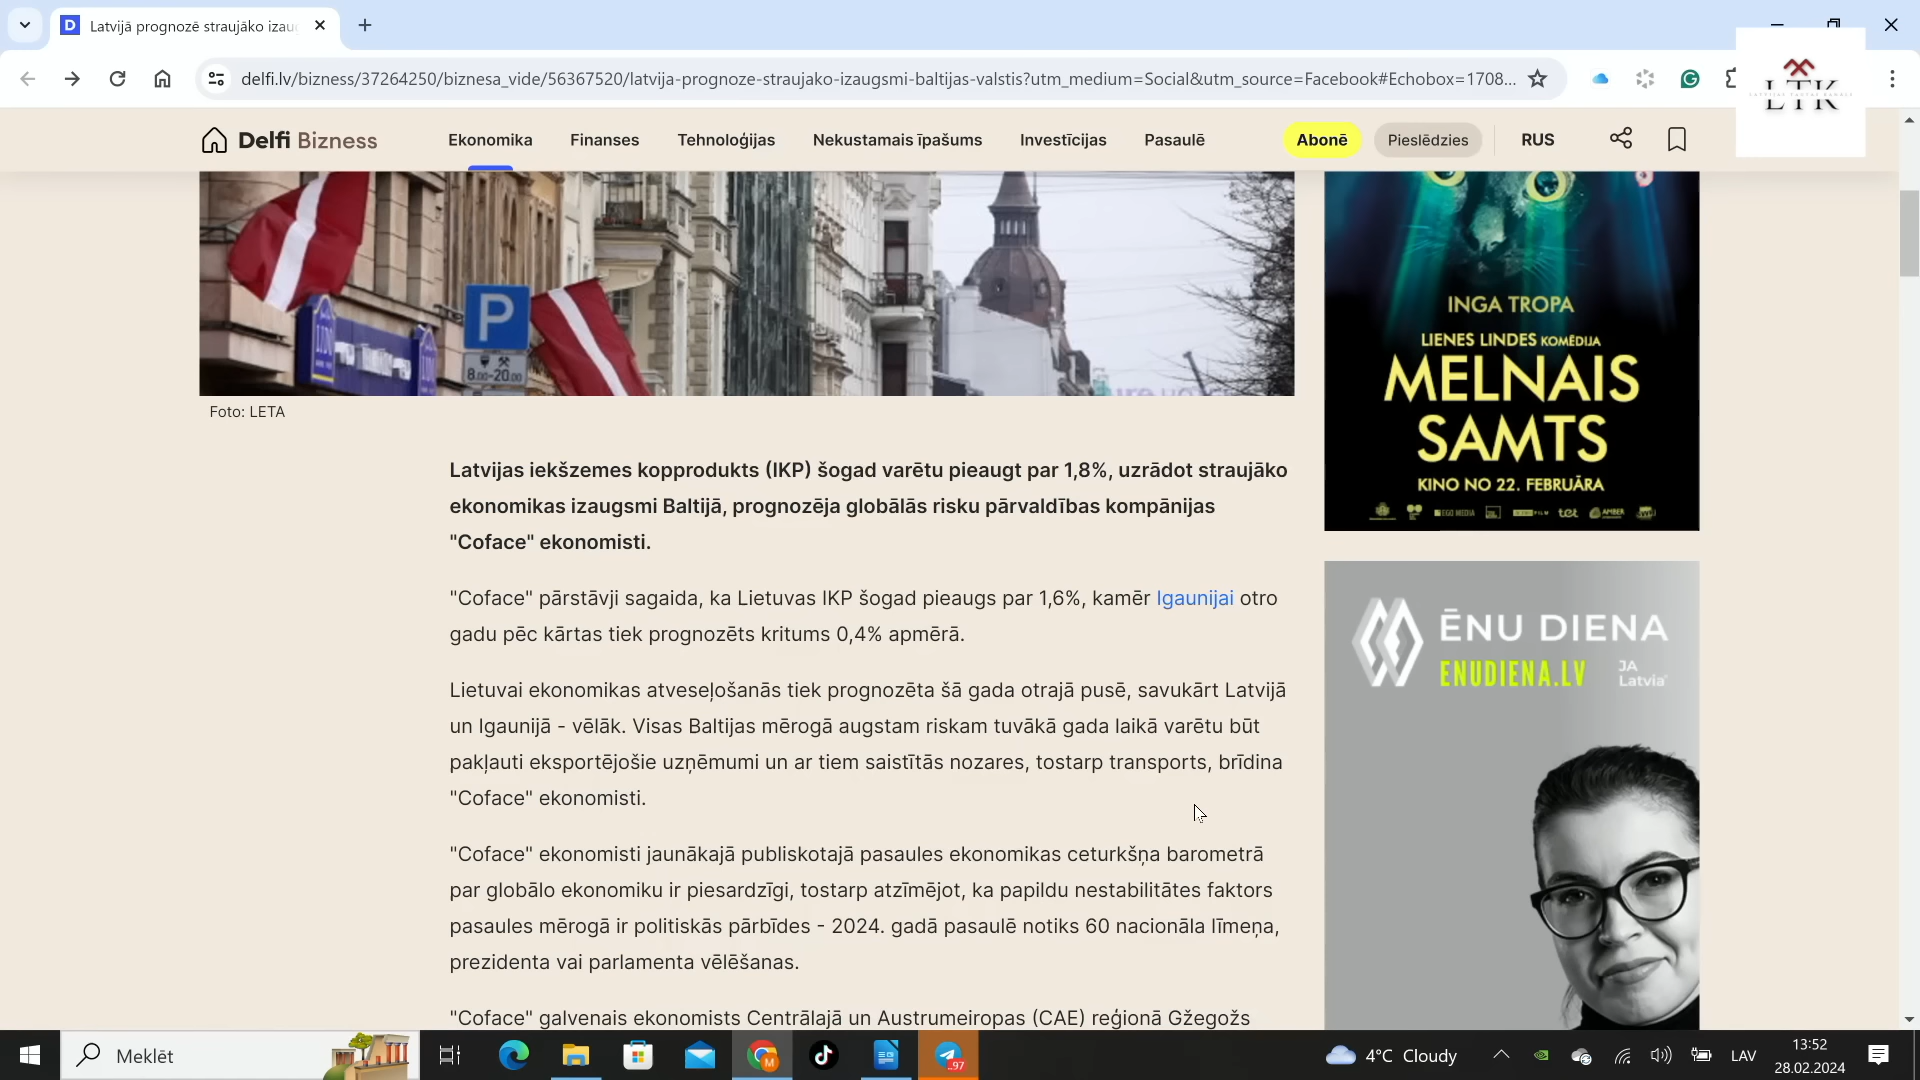 Latvijā prognozē straujāko izau
delfi.lv/bizness/37264250/biznesa_vide/56367520/latvija-prognoze-straujako-izaugsmi-baltijas-valstis?utm_medium=Social&utm_source=Facebook#Echobox=1708...
LTK
Delfi Bizness
Ekonomika Finanses Tehnoloģijas Nekustamais īpašums Investīcijas Pasaulē
Abonē Pieslēdzies RUS
P
8.00-20.00
Foto: LETA
Latvijas iekšzemes kopprodukts (IKP) šogad varētu pieaugt par 1,8%, uzrādot straujāko
ekonomikas izaugsmi Baltijā, prognozēja globālās risku pārvaldības kompānijas
"Coface" ekonomisti.
"Coface" pārstāvji sagaida, ka Lietuvas IKP šogad pieaugs par 1,6%, kamēr Igaunijai otro
gadu pēc kārtas tiek prognozēts kritums 0,4% apmērā.
Lietuvai ekonomikas atveseļošanās tiek prognozēta šā gada otrajā pusē, savukārt Latvijā
un Igaunijā - vēlāk. Visas Baltijas mērogā augstam riskam tuvākā gada laikā varētu būt
pakļauti eksportējošie uzņēmumi un ar tiem saistītās nozares, tostarp transports, brīdina
"Coface" ekonomisti.
"Coface" ekonomisti jaunākajā publiskotajā pasaules ekonomikas ceturkšņa barometrā
par globālo ekonomiku ir piesardzīgi, tostarp atzīmējot, ka papildu nestabilitātes faktors
pasaules mērogā ir politiskās pārbīdes - 2024. gadā pasaulē notiks 60 nacionāla līmeņa,
prezidenta vai parlamenta vēlēšanas.
"Coface" galvenais ekonomists Centrālajā un Austrumeiropas (CAE) reģionā Gžegožs
INGA TROPA
LIENES LINDES KOMĒDIJA
MELNAIS
SAMTS
KINO NO 22. FEBRUĀRA
EGO MEDIA
tet
AMBER
ĒNU DIENA
ENUDIENA.LV
JA
Latvia
Meklēt
97
4°C Cloudy
LAV
13:52
28.02.2024